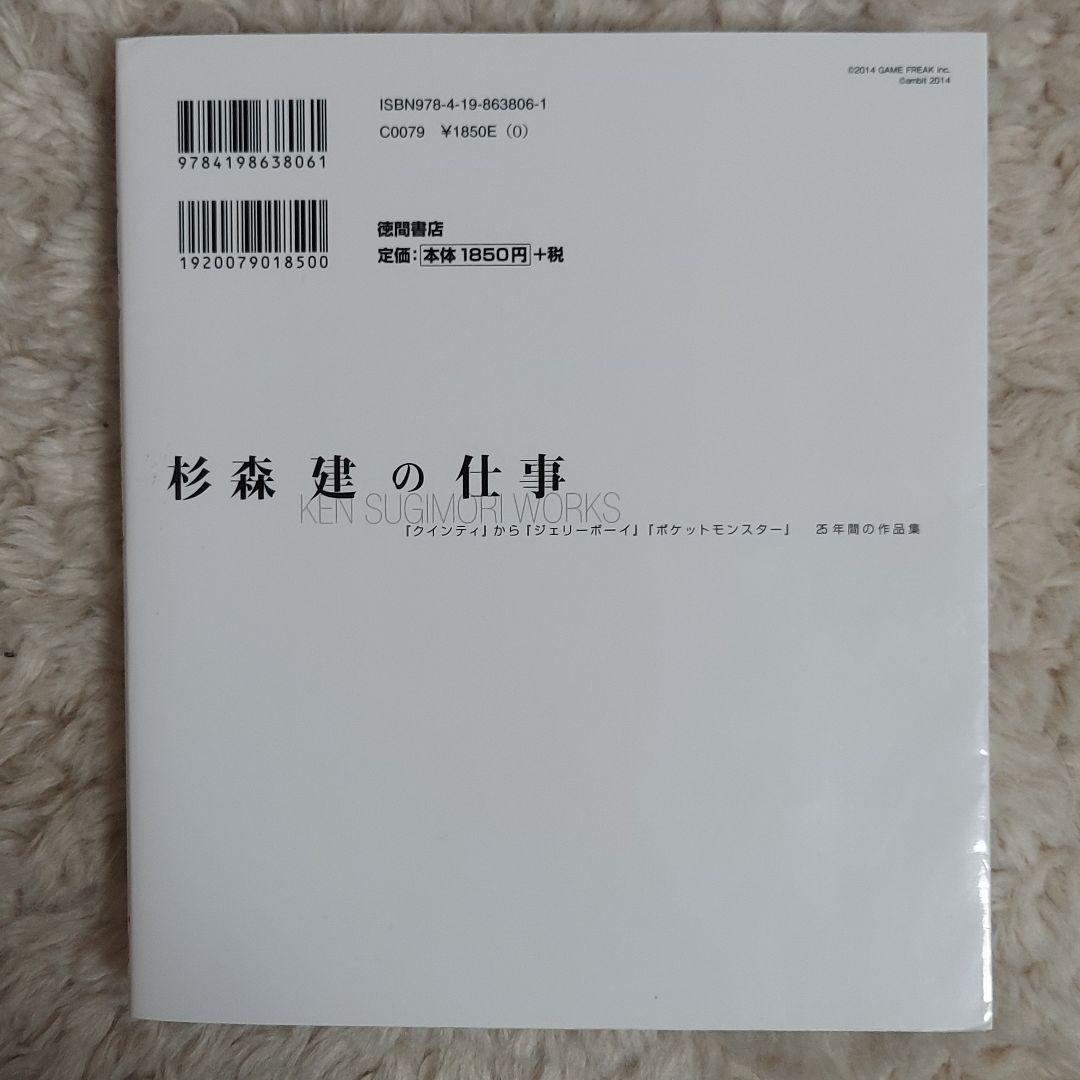 ©2014 GAME FREAK inc.
©ambit 2014
ISBN978-4-19-863806-1
C0079 ¥1850E (0)
9784198638061
徳間書店
定価：本体1850円＋税
1920079018500
杉森 建 の 仕事
KEN SUGIMORI WORKS
『クインティ』から『ジェリーボーイ』『ポケットモンスター』 25年間の作品集